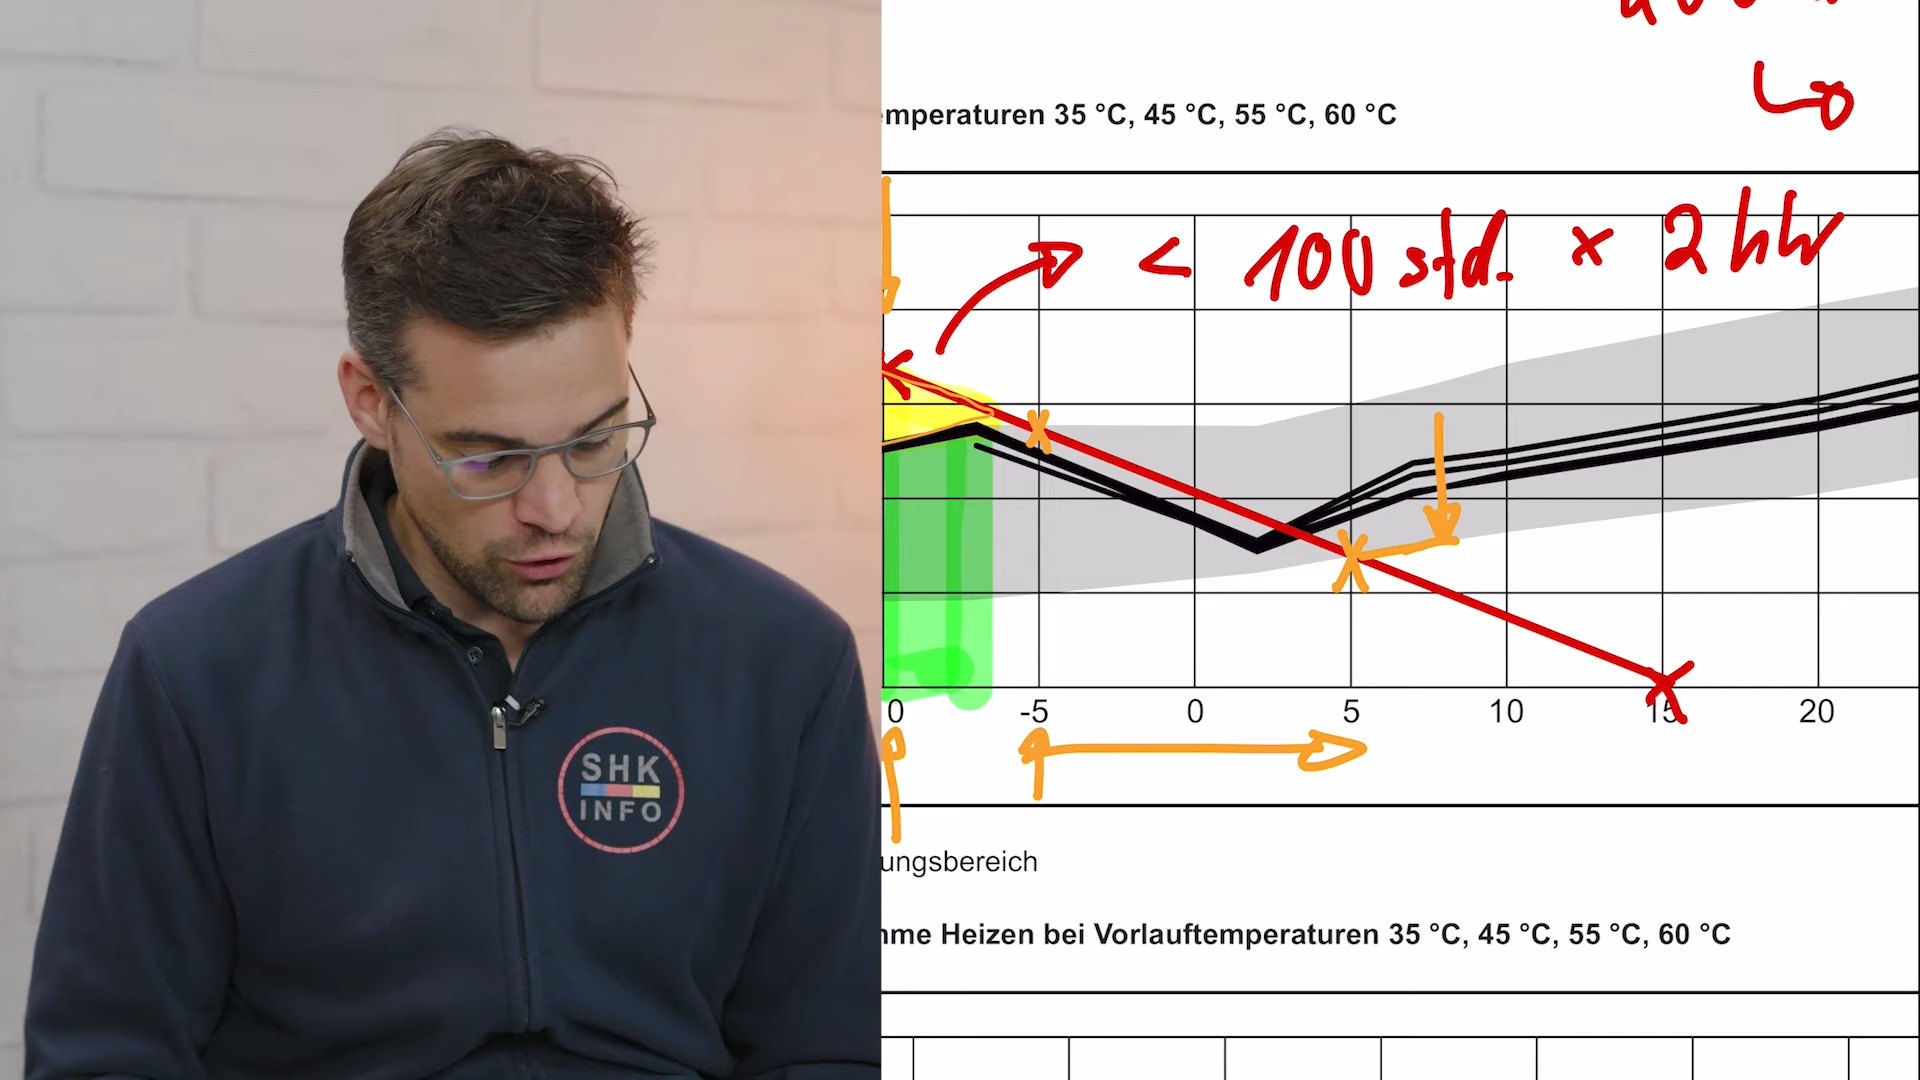 emperaturen 35 °C, 45 °C, 55 °C, 60 °C
< 100 std. x 2 kW
0 -5 0 5 10 15 20
ungsbereich
hme Heizen bei Vorlauftemperaturen 35 °C, 45 °C, 55 °C, 60 °C
SHK
INFO